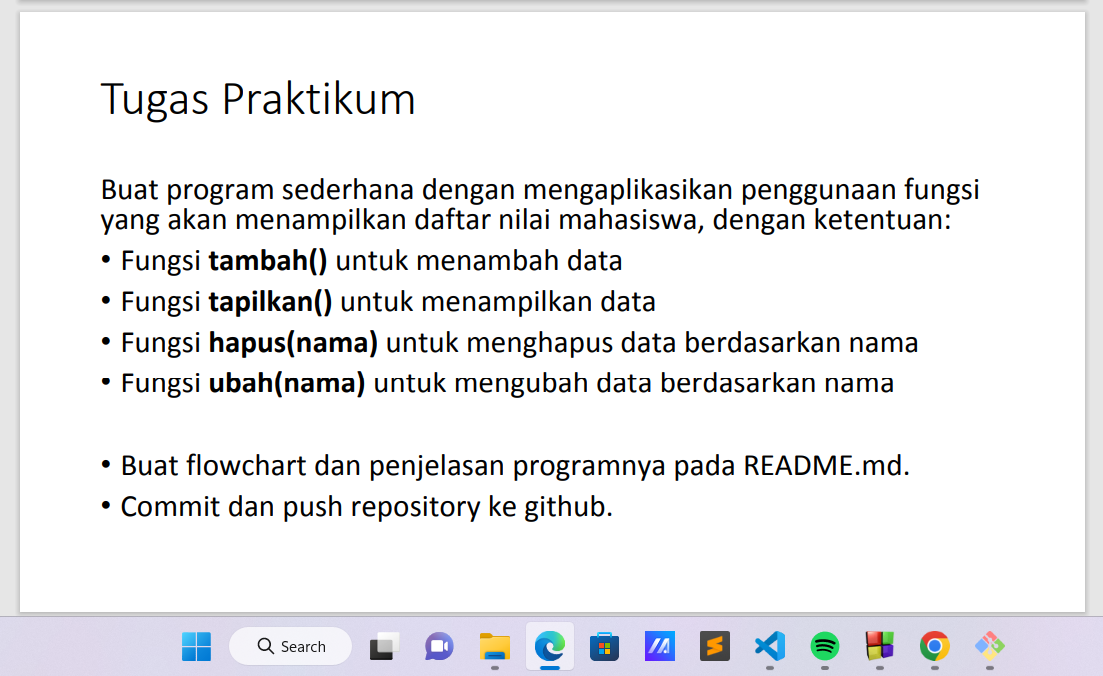 Tugas Praktikum
Buat program sederhana dengan mengaplikasikan penggunaan fungsi
yang akan menampilkan daftar nilai mahasiswa, dengan ketentuan:
• Fungsi tambah() untuk menambah data
• Fungsi tapilkan() untuk menampilkan data
• Fungsi hapus(nama) untuk menghapus data berdasarkan nama
• Fungsi ubah(nama) untuk mengubah data berdasarkan nama
• Buat flowchart dan penjelasan programnya pada README.md.
• Commit dan push repository ke github.
Search